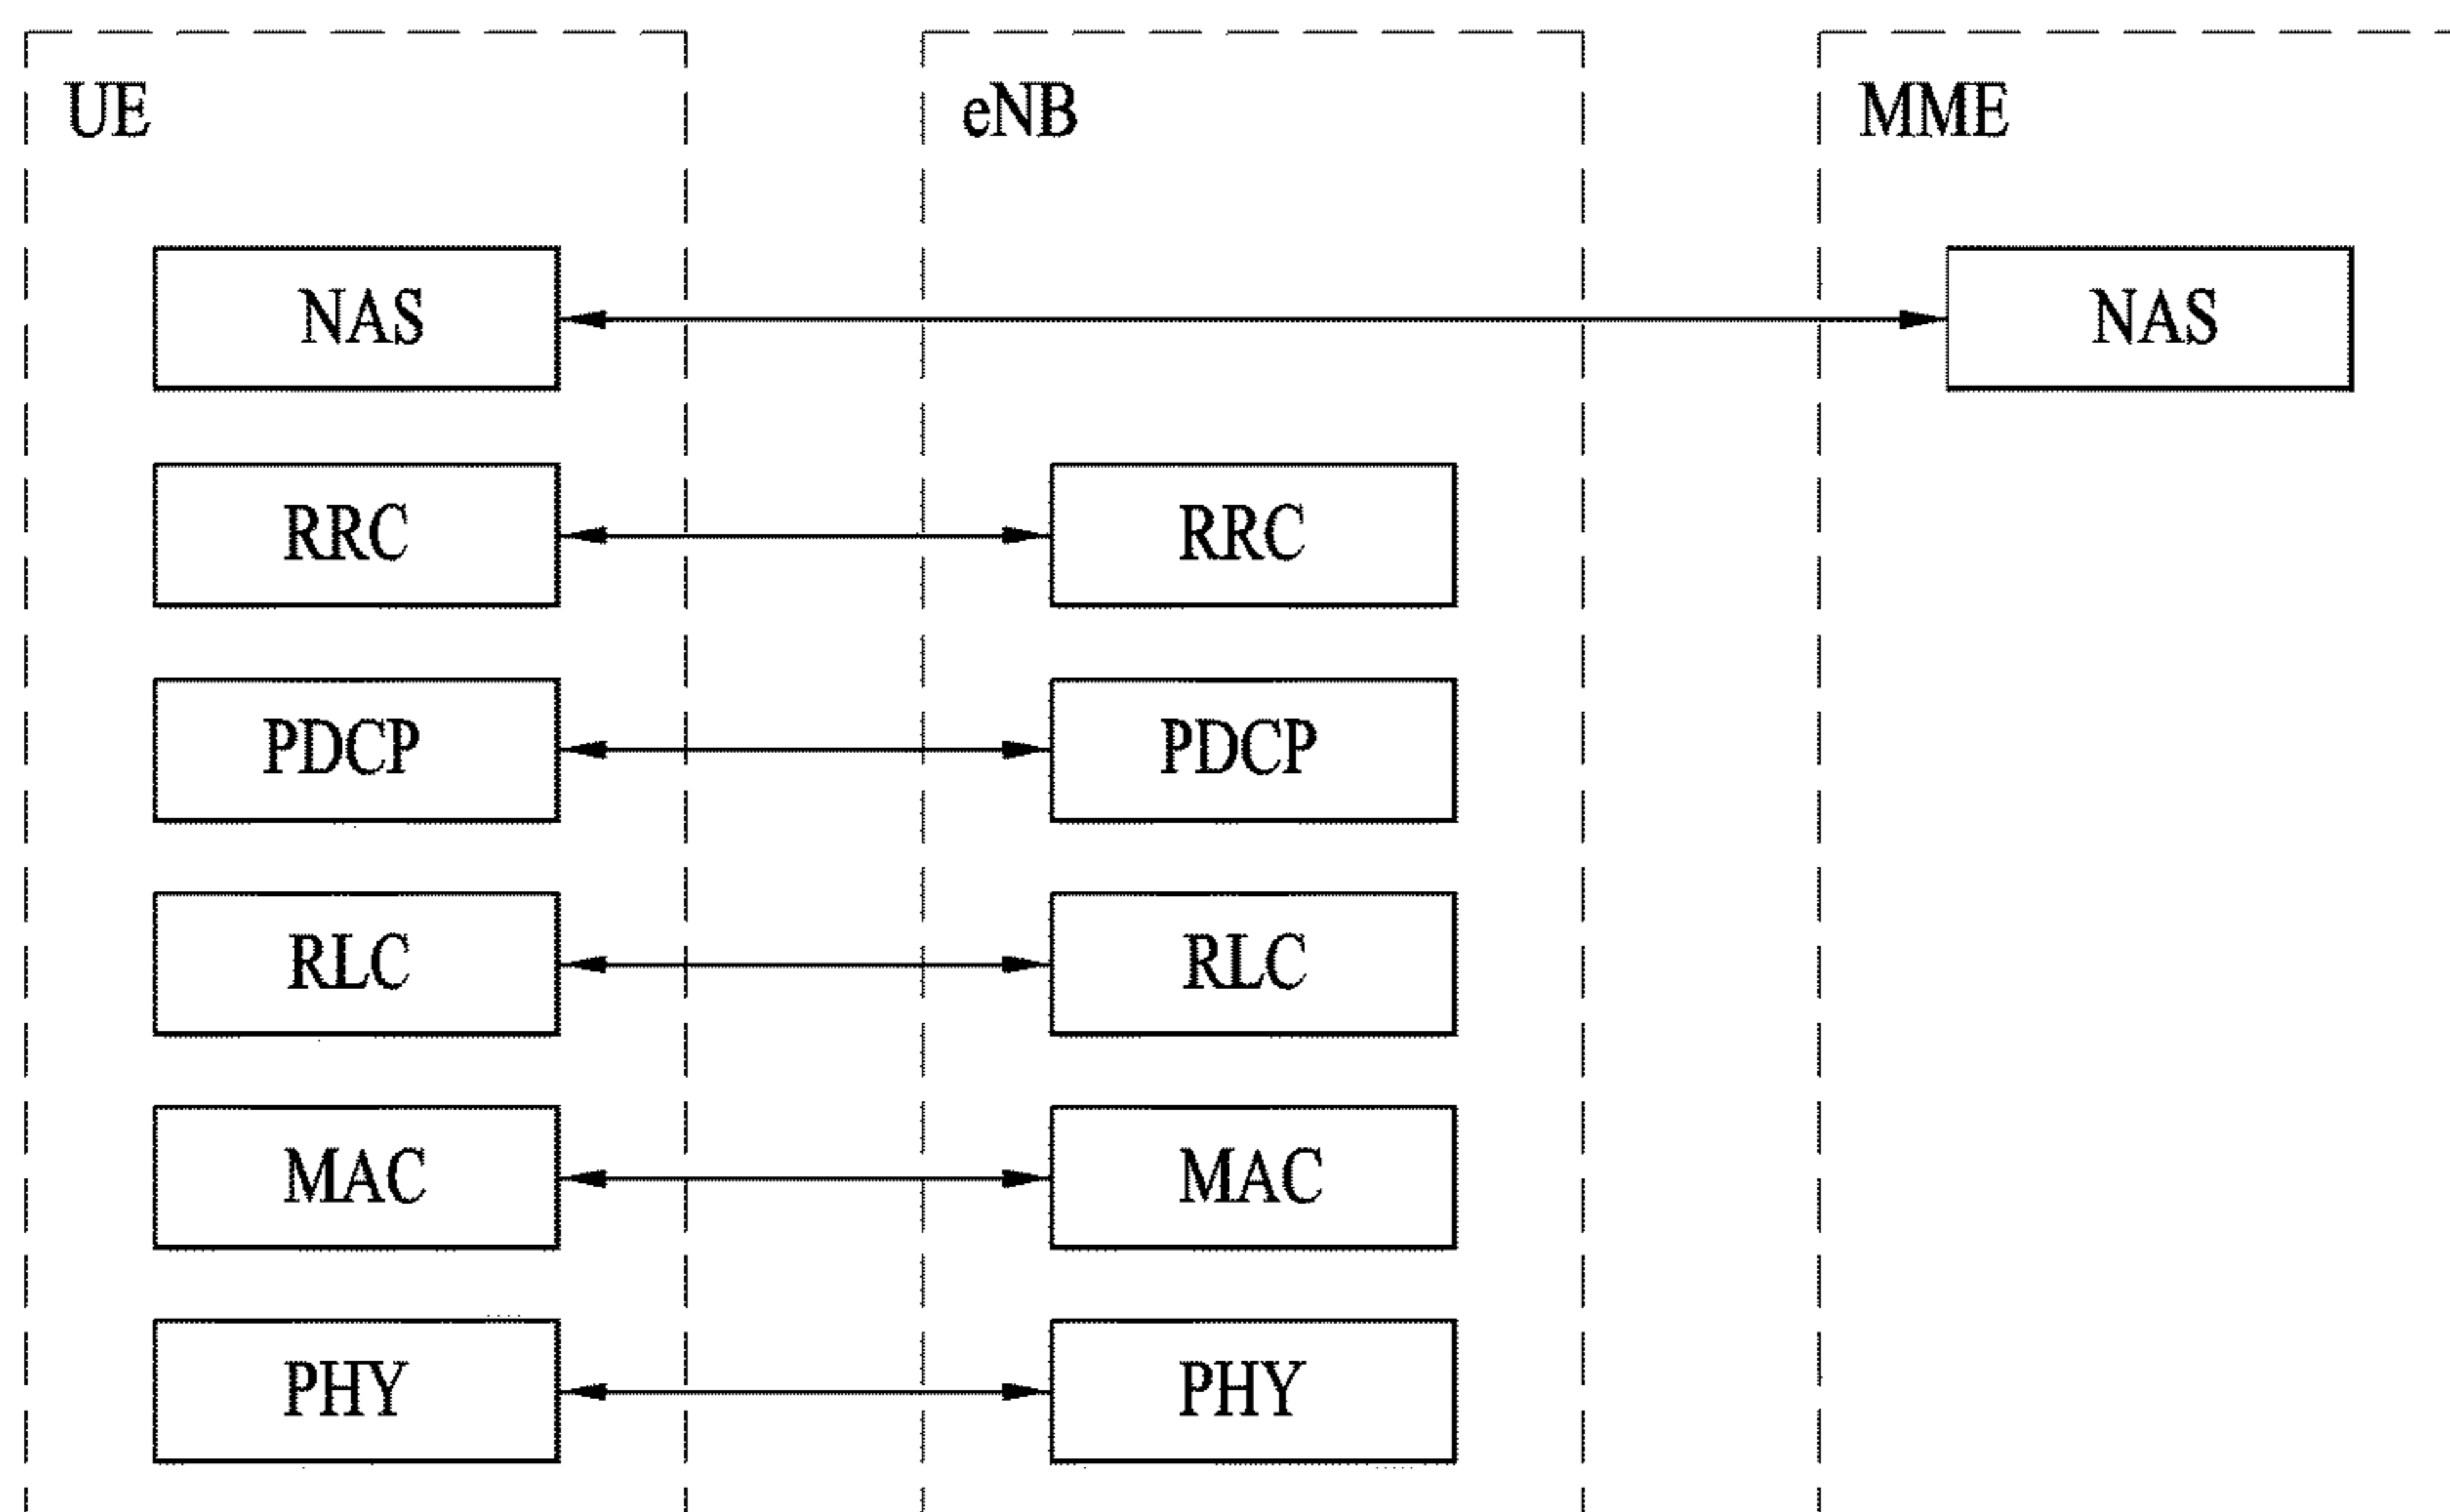 UE eNB MME
NAS NAS
RRC RRC
PDCP PDCP
RLC RLC
MAC MAC
PHY PHY